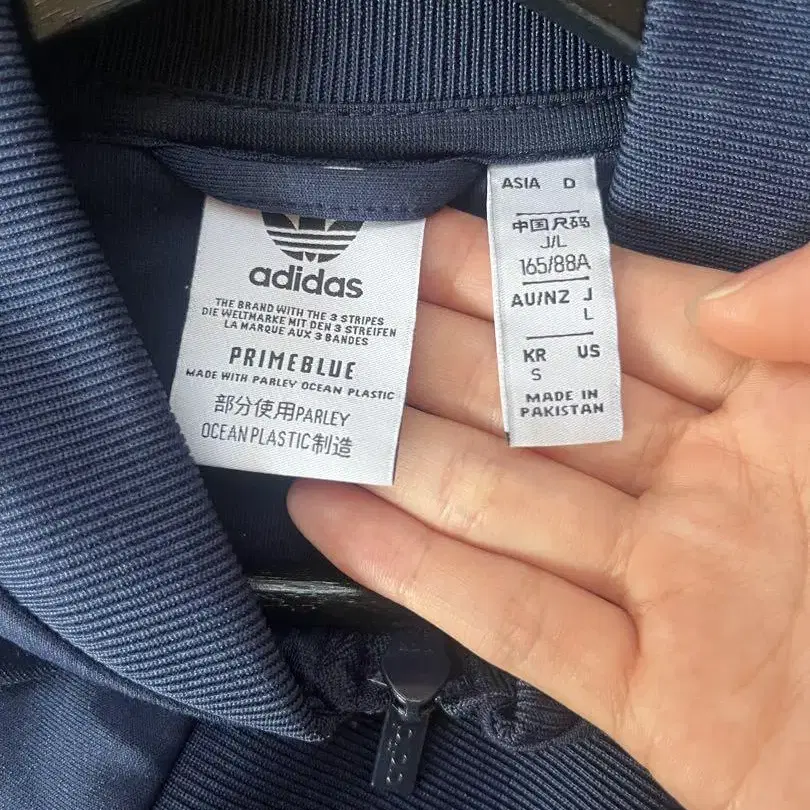 adidas
THE BRAND WITH THE 3 STRIPES
DIE WELTMARKE MIT DEN 3 STREIFEN
LA MARQUE AUX 3 BANDES
PRIMEBLUE
MADE WITH PARLEY OCEAN PLASTIC
部分使用PARLEY
OCEAN PLASTIC制造
ASIA D
中国尺码
J/L
165/88A
AU/NZ J
L
KR US
S
MADE IN
PAKISTAN